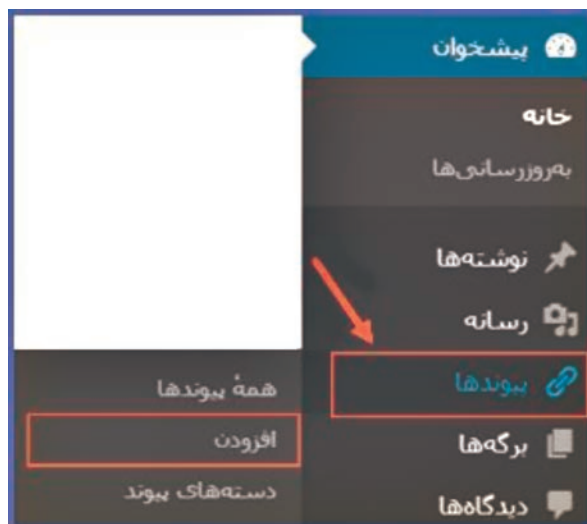 پیشخوان
خانه
به‌روزرسانی‌ها
نوشته‌ها
رسانه
پیوندها
همهٔ پیوندها
افزودن
دسته‌های پیوند
برگه‌ها
دیدگاه‌ها